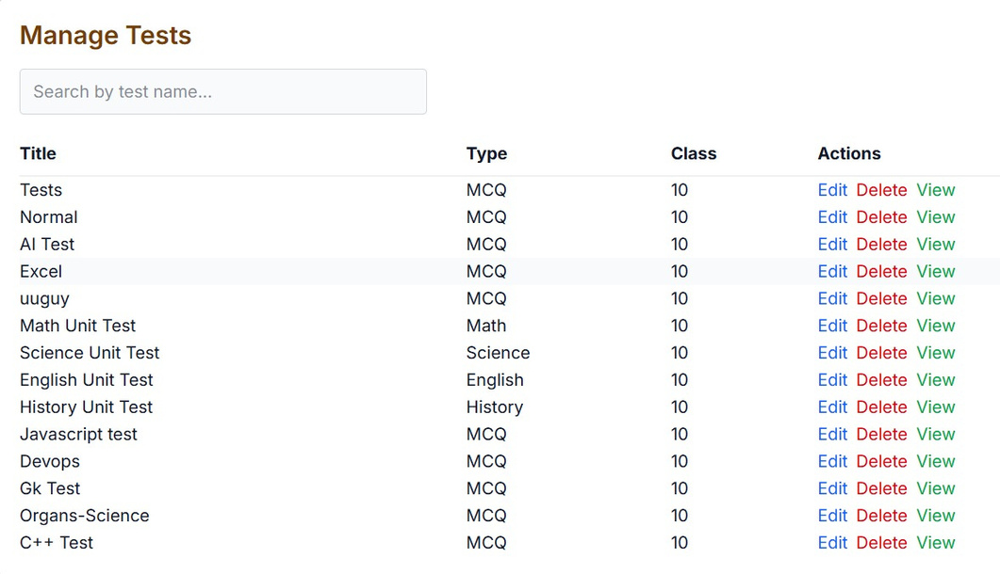 Manage Tests
Search by test name...
Title Type Class Actions
Tests MCQ 10 Edit Delete View
Normal MCQ 10 Edit Delete View
AI Test MCQ 10 Edit Delete View
Excel MCQ 10 Edit Delete View
uuguy MCQ 10 Edit Delete View
Math Unit Test Math 10 Edit Delete View
Science Unit Test Science 10 Edit Delete View
English Unit Test English 10 Edit Delete View
History Unit Test History 10 Edit Delete View
Javascript test MCQ 10 Edit Delete View
Devops MCQ 10 Edit Delete View
Gk Test MCQ 10 Edit Delete View
Organs-Science MCQ 10 Edit Delete View
C++ Test MCQ 10 Edit Delete View